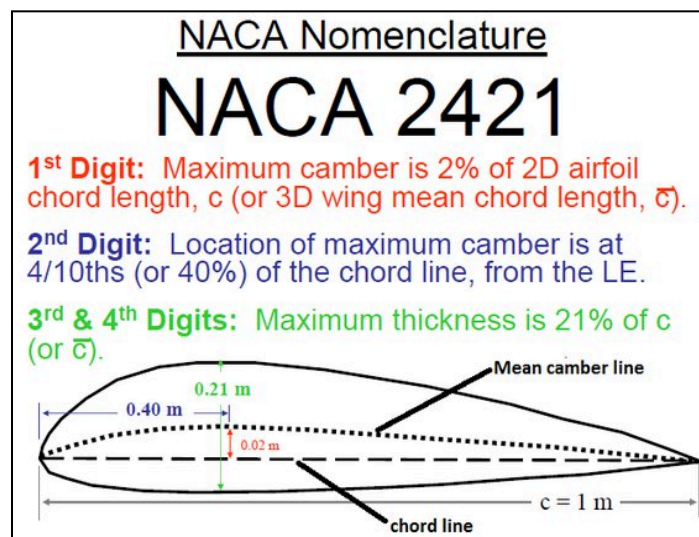 NACA Nomenclature
NACA 2421
1st Digit: Maximum camber is 2% of 2D airfoil
chord length, c (or 3D wing mean chord length, c̅).
2nd Digit: Location of maximum camber is at
4/10ths (or 40%) of the chord line, from the LE.
3rd & 4th Digits: Maximum thickness is 21% of c
(or c̅).
Mean camber line
0.21 m
0.40 m
0.02 m
c = 1 m
chord line